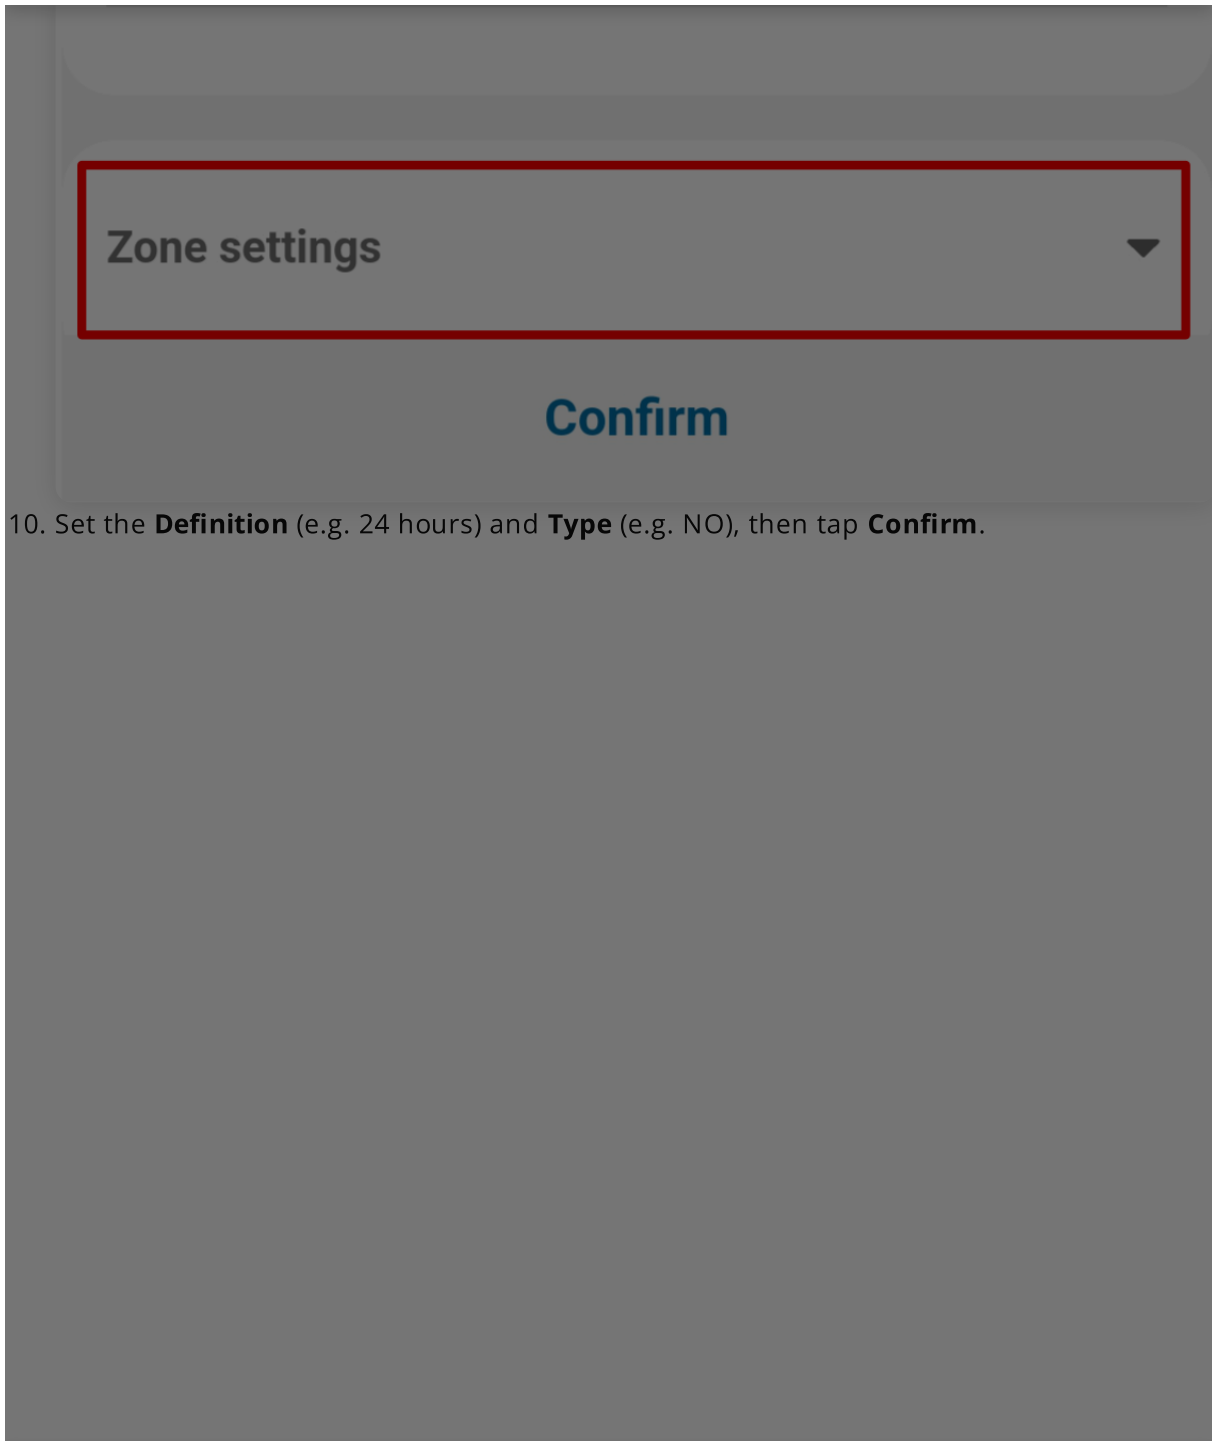 Zone settings
Confirm
10. Set the Definition (e.g. 24 hours) and Type (e.g. NO), then tap Confirm.